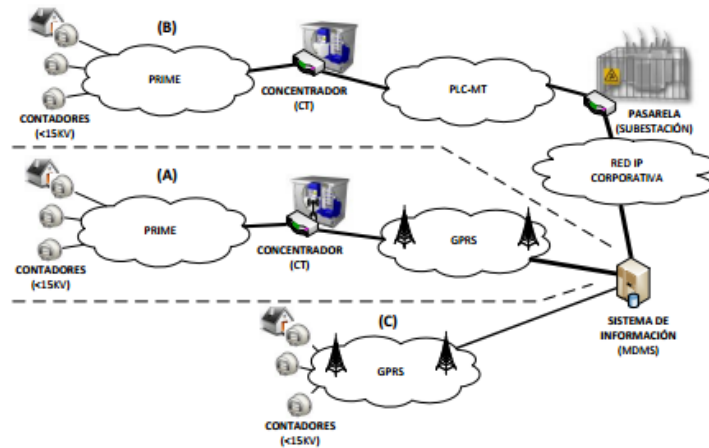 (B)
PRIME
CONCENTRADOR
(CT)
PLC-MT
PASARELA
(SUBESTACIÓN)
CONTADORES
(<15KV)
RED IP
CORPORATIVA
(A)
PRIME
CONCENTRADOR
(CT)
GPRS
CONTADORES
(<15KV)
SISTEMA DE
INFORMACIÓN
(MDMS)
(C)
GPRS
CONTADORES
(<15KV)